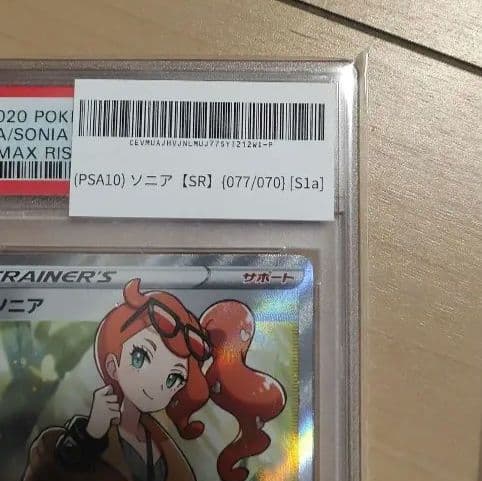 020 POKE
A/SONIA
MAX RIS
(PSA10) ソニア【SR】{077/070} [S1a]
TRAINER'S サポート
ソニア